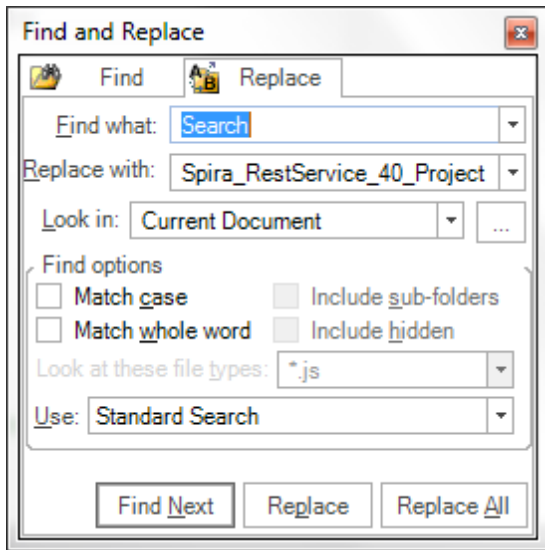 Find and Replace
Find Replace
Find what: Search
Replace with: Spira_RestService_40_Project
Look in: Current Document ...
Find options
Match case Include sub-folders
Match whole word Include hidden
Look at these file types: *.js
Use: Standard Search
Find Next Replace Replace All